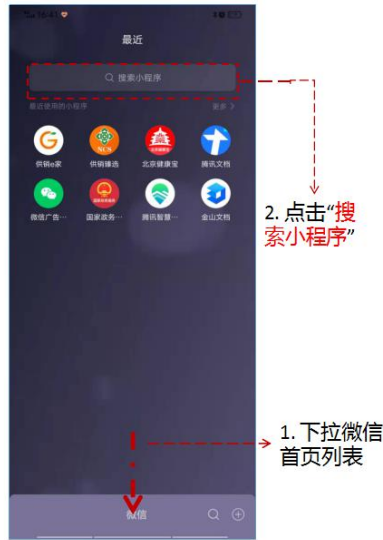 16:41
最近
搜索小程序
最近使用的小程序 更多 >
供销e家 供销臻选 北京健康宝 腾讯文档
微信广告… 国家政务… 腾讯智慧… 金山文档
2. 点击“搜
索小程序”
1. 下拉微信
首页列表
微信